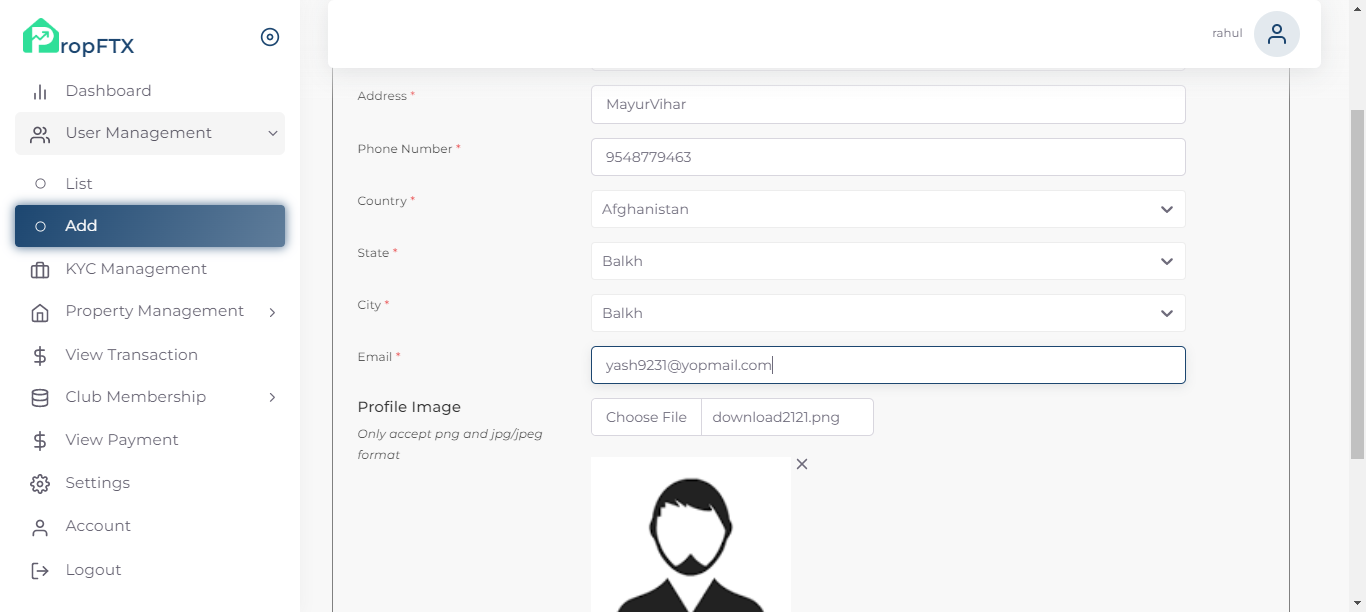 PropFTX
rahul
Dashboard
User Management
List
Add
KYC Management
Property Management
View Transaction
Club Membership
View Payment
Settings
Account
Logout
Address *
MayurVihar
Phone Number *
9548779463
Country *
Afghanistan
State *
Balkh
City *
Balkh
Email *
yash9231@yopmail.com
Profile Image
Only accept png and jpg/jpeg
format
Choose File download2121.png